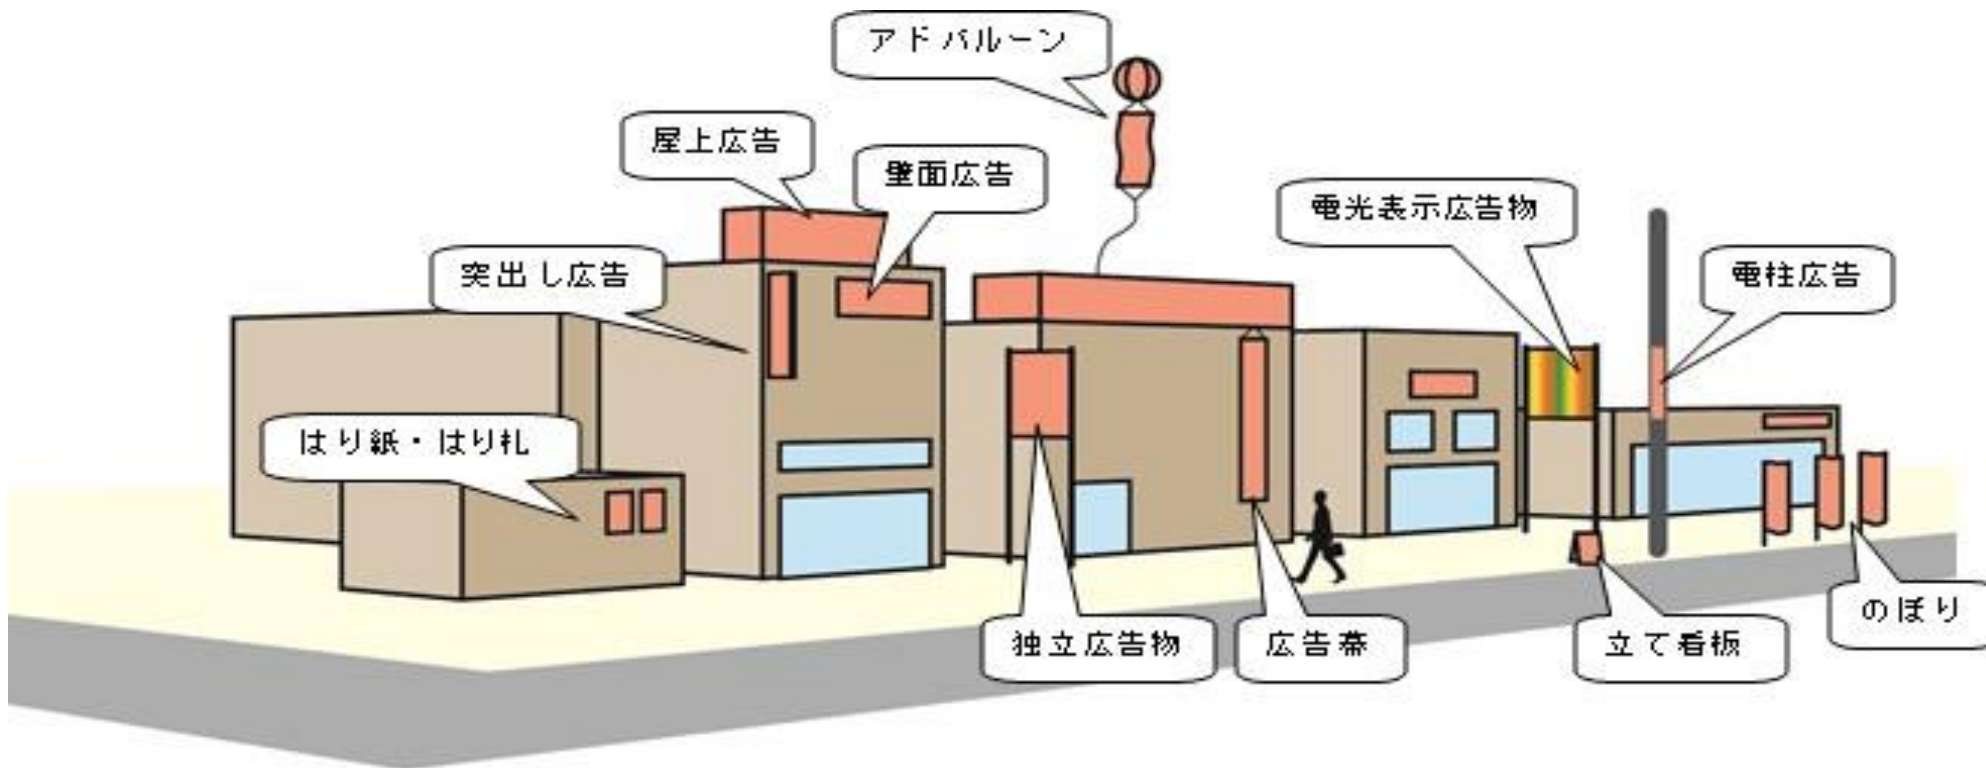 アドバルーン
屋上広告
壁面広告
電光表示広告物
突出し広告
電柱広告
はり紙・はり札
のぼり
独立広告物
広告幕
立て看板